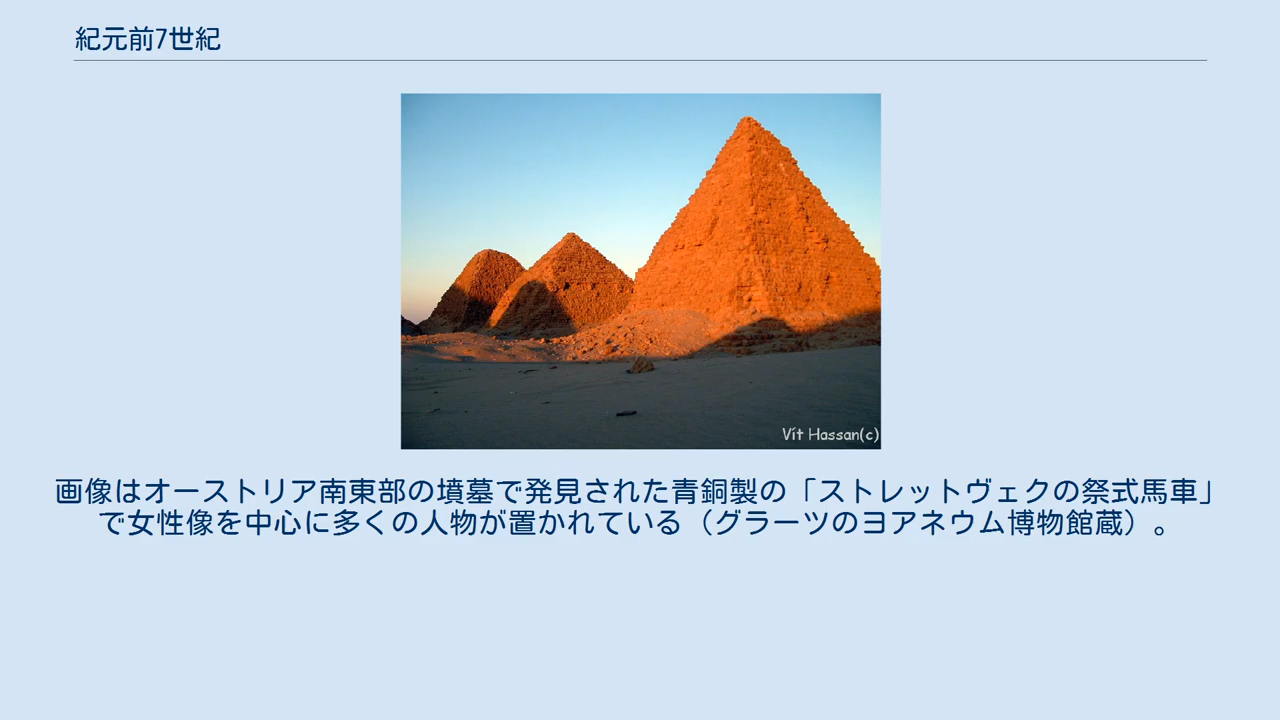 紀元前7世紀
Vít Hassan(c)
画像はオーストリア南東部の墳墓で発見された青銅製の「ストレットヴェクの祭式馬車」
で女性像を中心に多くの人物が置かれている（グラーツのヨアネウム博物館蔵）。